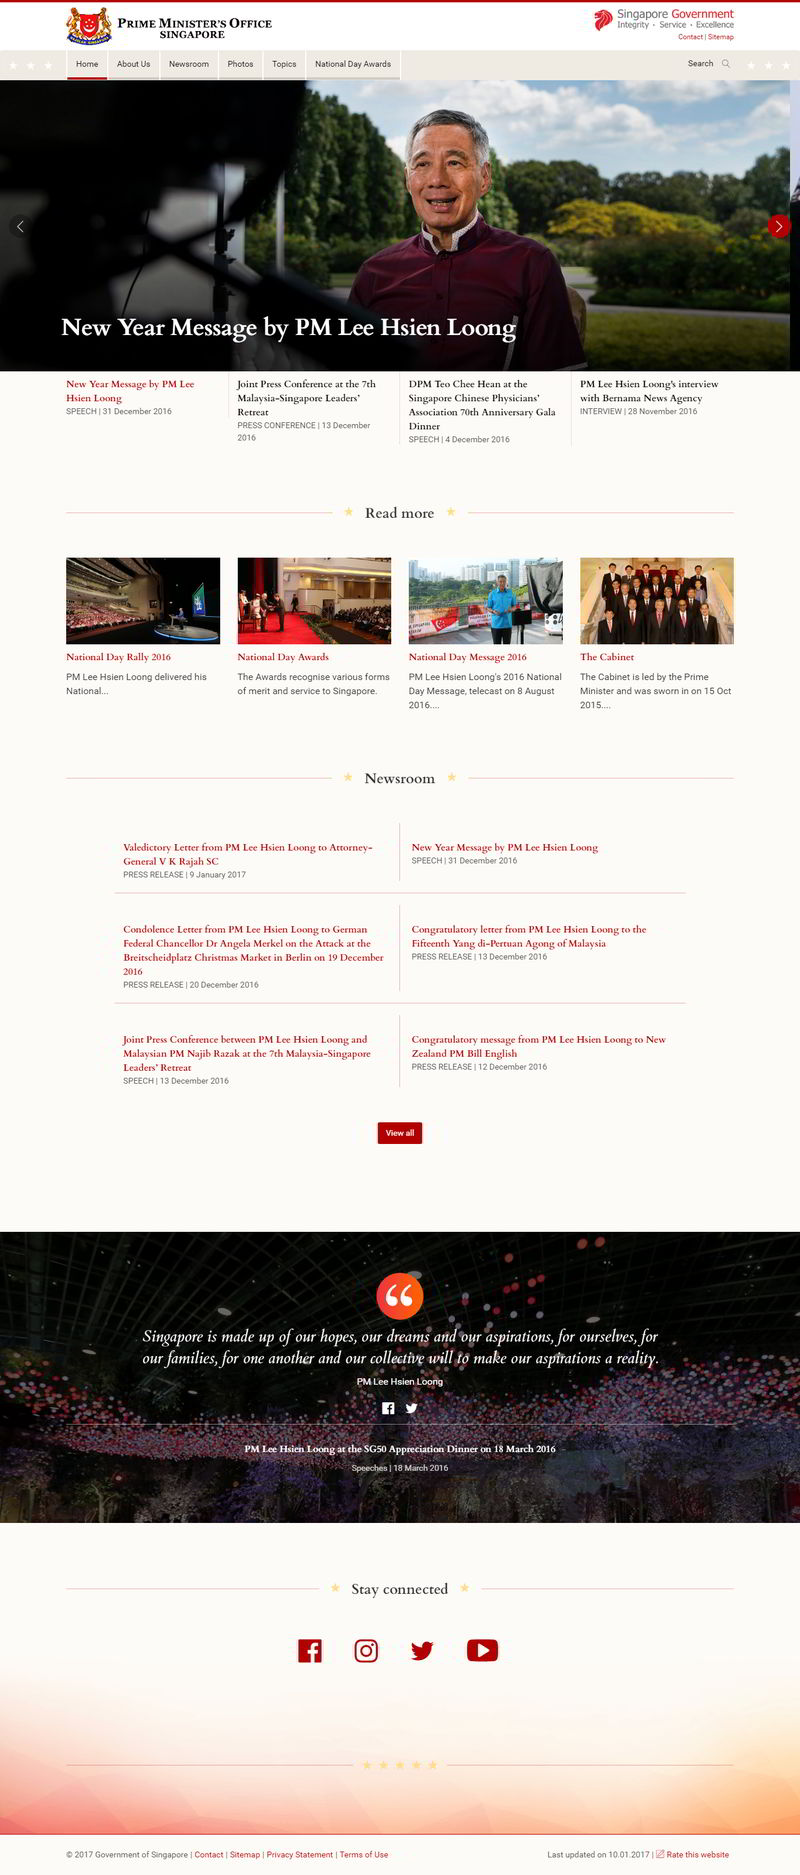 PRIME MINISTER'S OFFICE
SINGAPORE
Singapore Government
Integrity · Service · Excellence
Contact | Sitemap
Home
About Us
Newsroom
Photos
Topics
National Day Awards
Search
New Year Message by PM Lee Hsien Loong
New Year Message by PM Lee
Hsien Loong
SPEECH | 31 December 2016
Joint Press Conference at the 7th
Malaysia-Singapore Leaders'
Retreat
PRESS CONFERENCE | 13 December
2016
DPM Teo Chee Hean at the
Singapore Chinese Physicians'
Association 70th Anniversary Gala
Dinner
SPEECH | 4 December 2016
PM Lee Hsien Loong's interview
with Bernama News Agency
INTERVIEW | 28 November 2016
Read more
National Day Rally 2016
PM Lee Hsien Loong delivered his
National...
National Day Awards
The Awards recognise various forms
of merit and service to Singapore.
National Day Message 2016
PM Lee Hsien Loong's 2016 National
Day Message, telecast on 8 August
2016....
The Cabinet
The Cabinet is led by the Prime
Minister and was sworn in on 15 Oct
2015....
Newsroom
Valedictory Letter from PM Lee Hsien Loong to Attorney-
General V K Rajah SC
PRESS RELEASE | 9 January 2017
New Year Message by PM Lee Hsien Loong
SPEECH | 31 December 2016
Condolence Letter from PM Lee Hsien Loong to German
Federal Chancellor Dr Angela Merkel on the Attack at the
Breitscheidplatz Christmas Market in Berlin on 19 December
2016
PRESS RELEASE | 20 December 2016
Congratulatory letter from PM Lee Hsien Loong to the
Fifteenth Yang di-Pertuan Agong of Malaysia
PRESS RELEASE | 13 December 2016
Joint Press Conference between PM Lee Hsien Loong and
Malaysian PM Najib Razak at the 7th Malaysia-Singapore
Leaders' Retreat
SPEECH | 13 December 2016
Congratulatory message from PM Lee Hsien Loong to New
Zealand PM Bill English
PRESS RELEASE | 12 December 2016
View all
Singapore is made up of our hopes, our dreams and our aspirations, for ourselves, for
our families, for one another and our collective will to make our aspirations a reality.
PM Lee Hsien Loong
PM Lee Hsien Loong at the SG50 Appreciation Dinner on 18 March 2016
Speeches | 18 March 2016
Stay connected
© 2017 Government of Singapore | Contact | Sitemap | Privacy Statement | Terms of Use
Last updated on 10.01.2017 | Rate this website